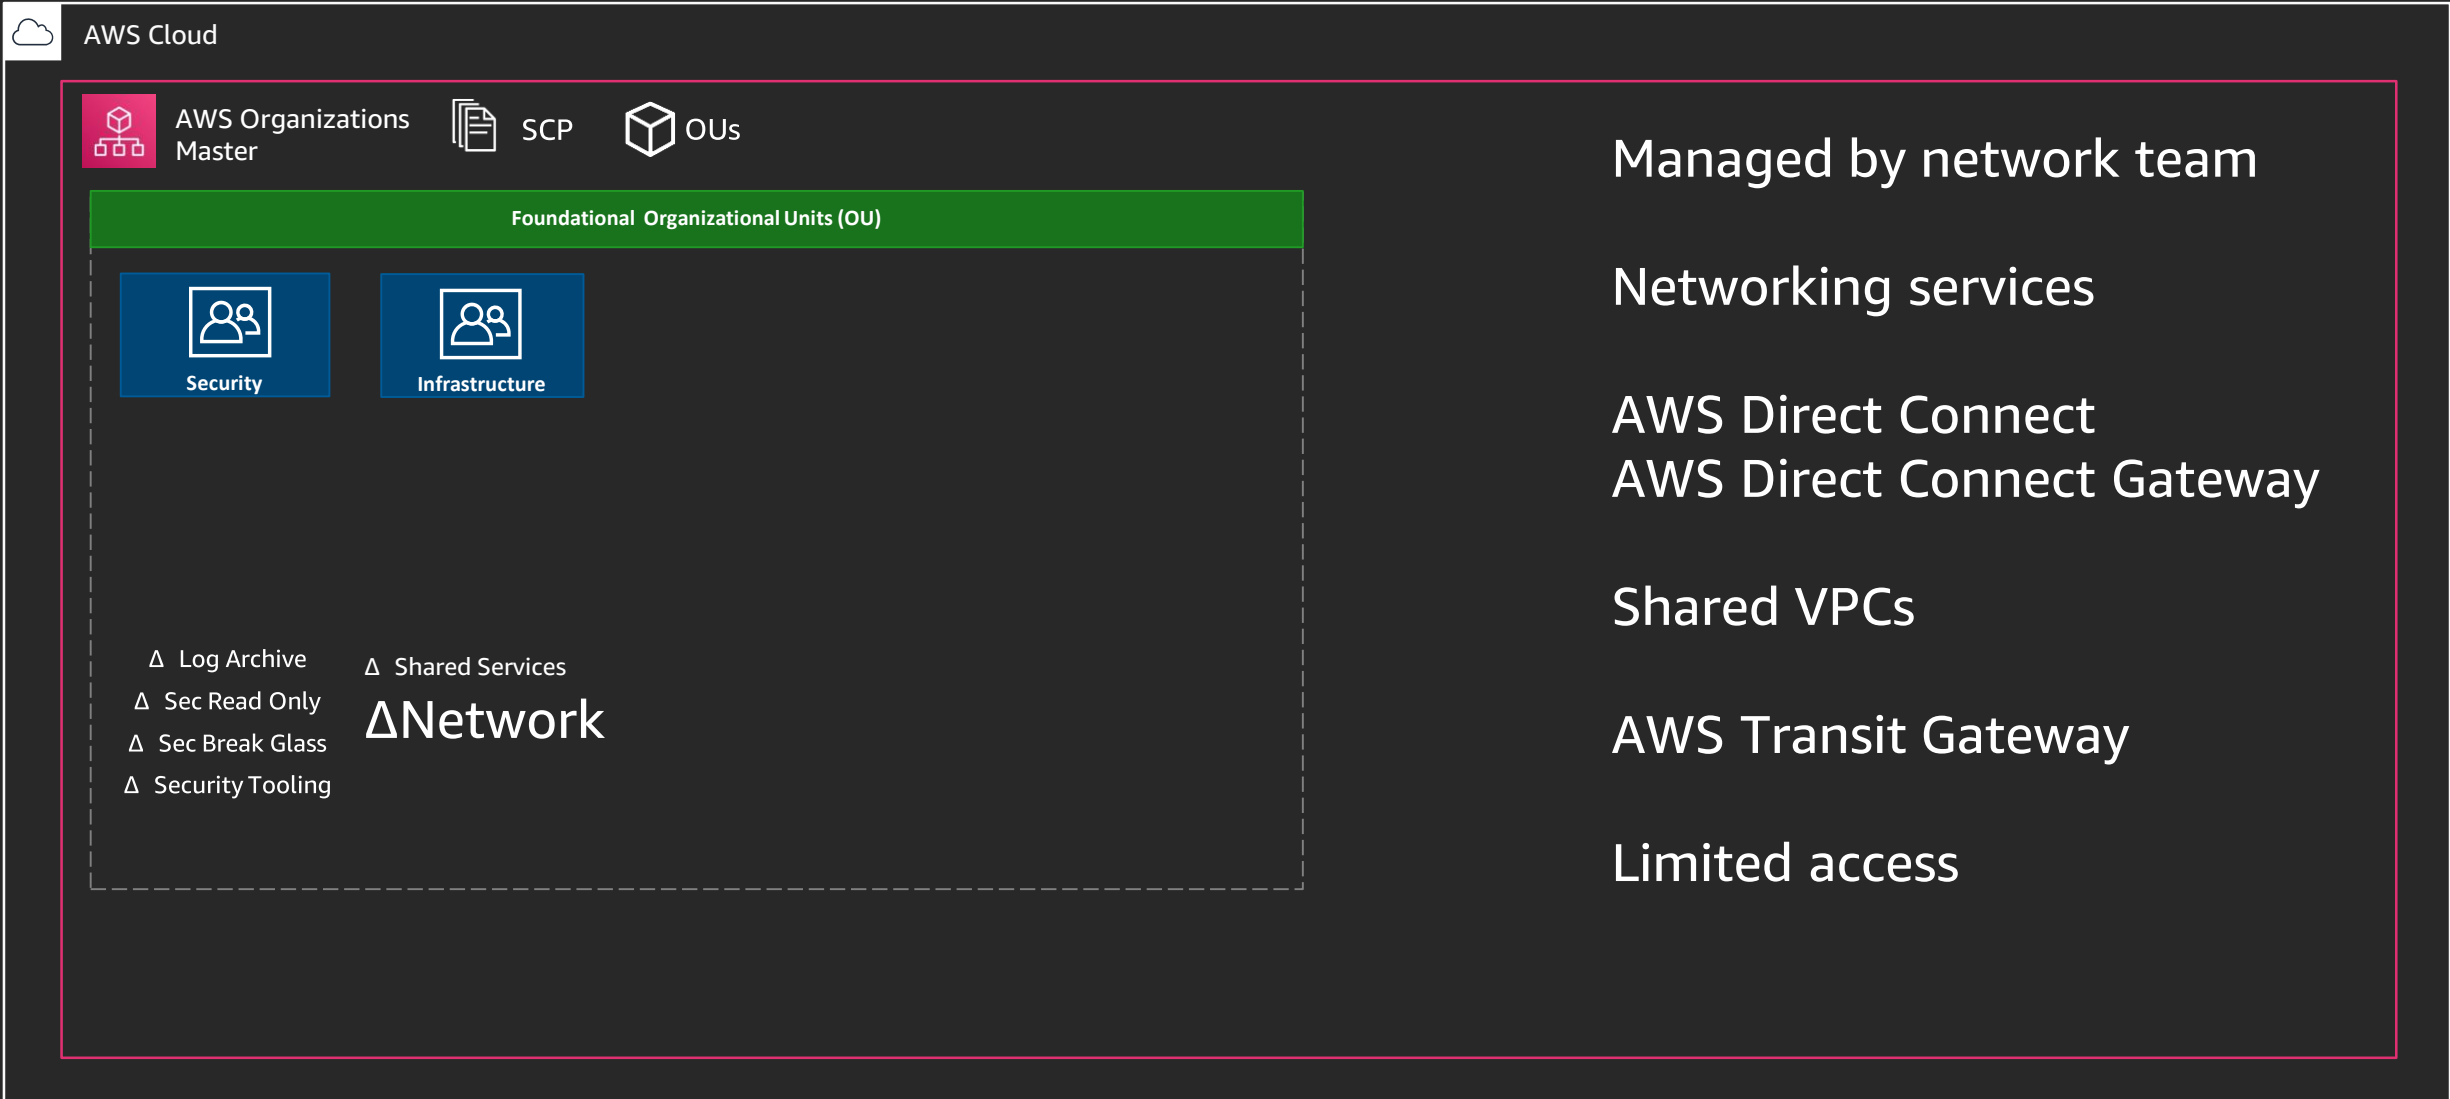 AWS Cloud
AWS Organizations
Master
SCP
OUs
Foundational Organizational Units (OU)
Security
Infrastructure
Δ Log Archive
Δ Sec Read Only
Δ Sec Break Glass
Δ Security Tooling
Δ Shared Services
ΔNetwork
Managed by network team
Networking services
AWS Direct Connect
AWS Direct Connect Gateway
Shared VPCs
AWS Transit Gateway
Limited access